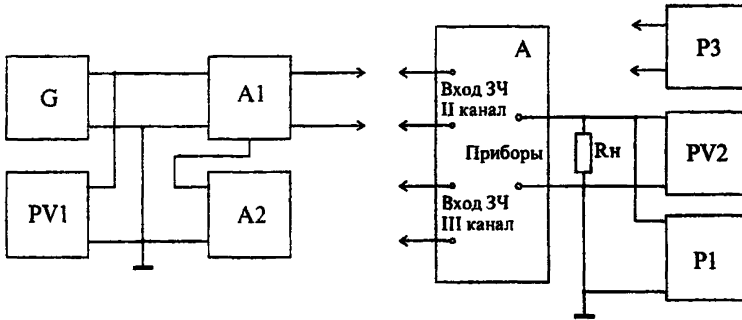 G
A1
PV1
A2
A
Вход ЗЧ
II канал
Приборы
Вход ЗЧ
III канал
Rн
P3
PV2
P1